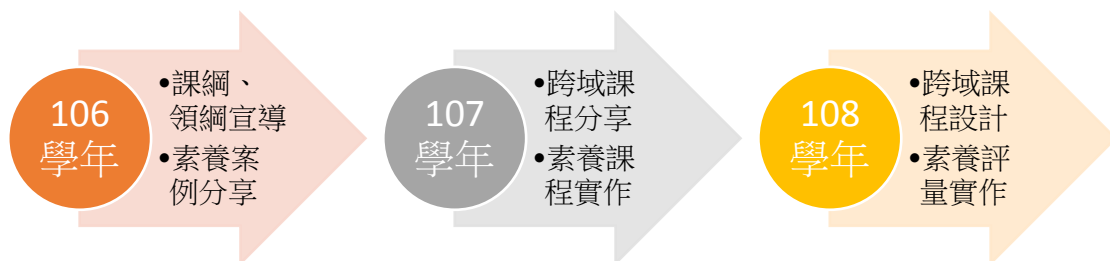 106
學年
•課綱、
領綱宣導
•素養案
例分享
107
學年
•跨域課
程分享
•素養課
程實作
108
學年
•跨域課
程設計
•素養評
量實作